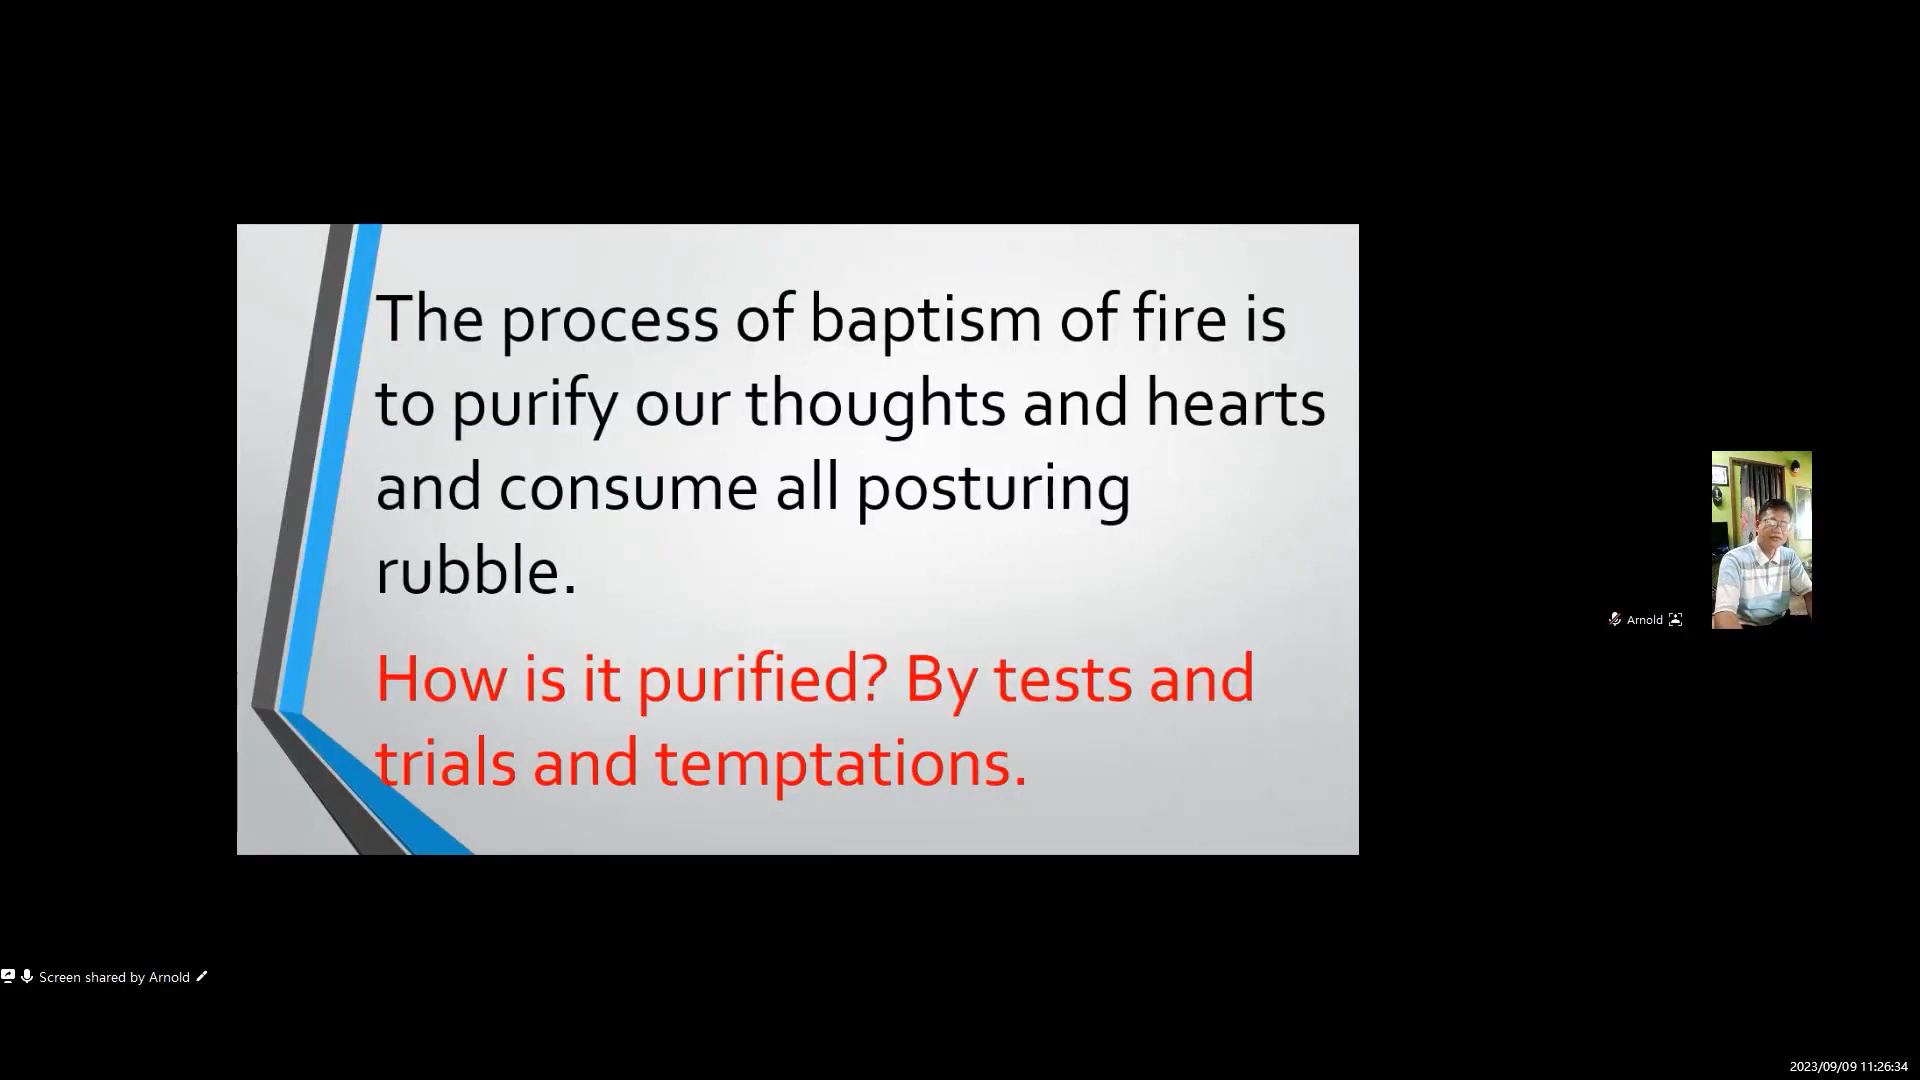 The process of baptism of fire is
to purify our thoughts and hearts
and consume all posturing
rubble.
How is it purified? By tests and
trials and temptations.
Arnold
Screen shared by Arnold
2023/09/09 11:26:34